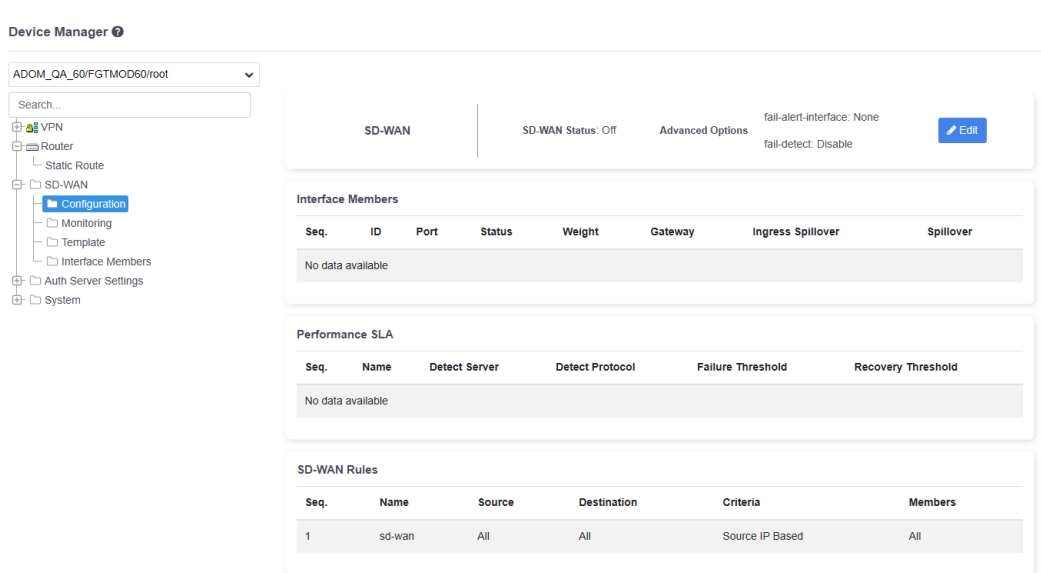 Device Manager
ADOM_QA_60/FGTMOD60/root
Search...
VPN
Router
Static Route
SD-WAN
Configuration
Monitoring
Template
Interface Members
Auth Server Settings
System
SD-WAN SD-WAN Status: Off Advanced Options fail-alert-interface: None
fail-detect: Disable
Edit
Interface Members
Seq. ID Port Status Weight Gateway Ingress Spillover Spillover
No data available
Performance SLA
Seq. Name Detect Server Detect Protocol Failure Threshold Recovery Threshold
No data available
SD-WAN Rules
Seq. Name Source Destination Criteria Members
1 sd-wan All All Source IP Based All